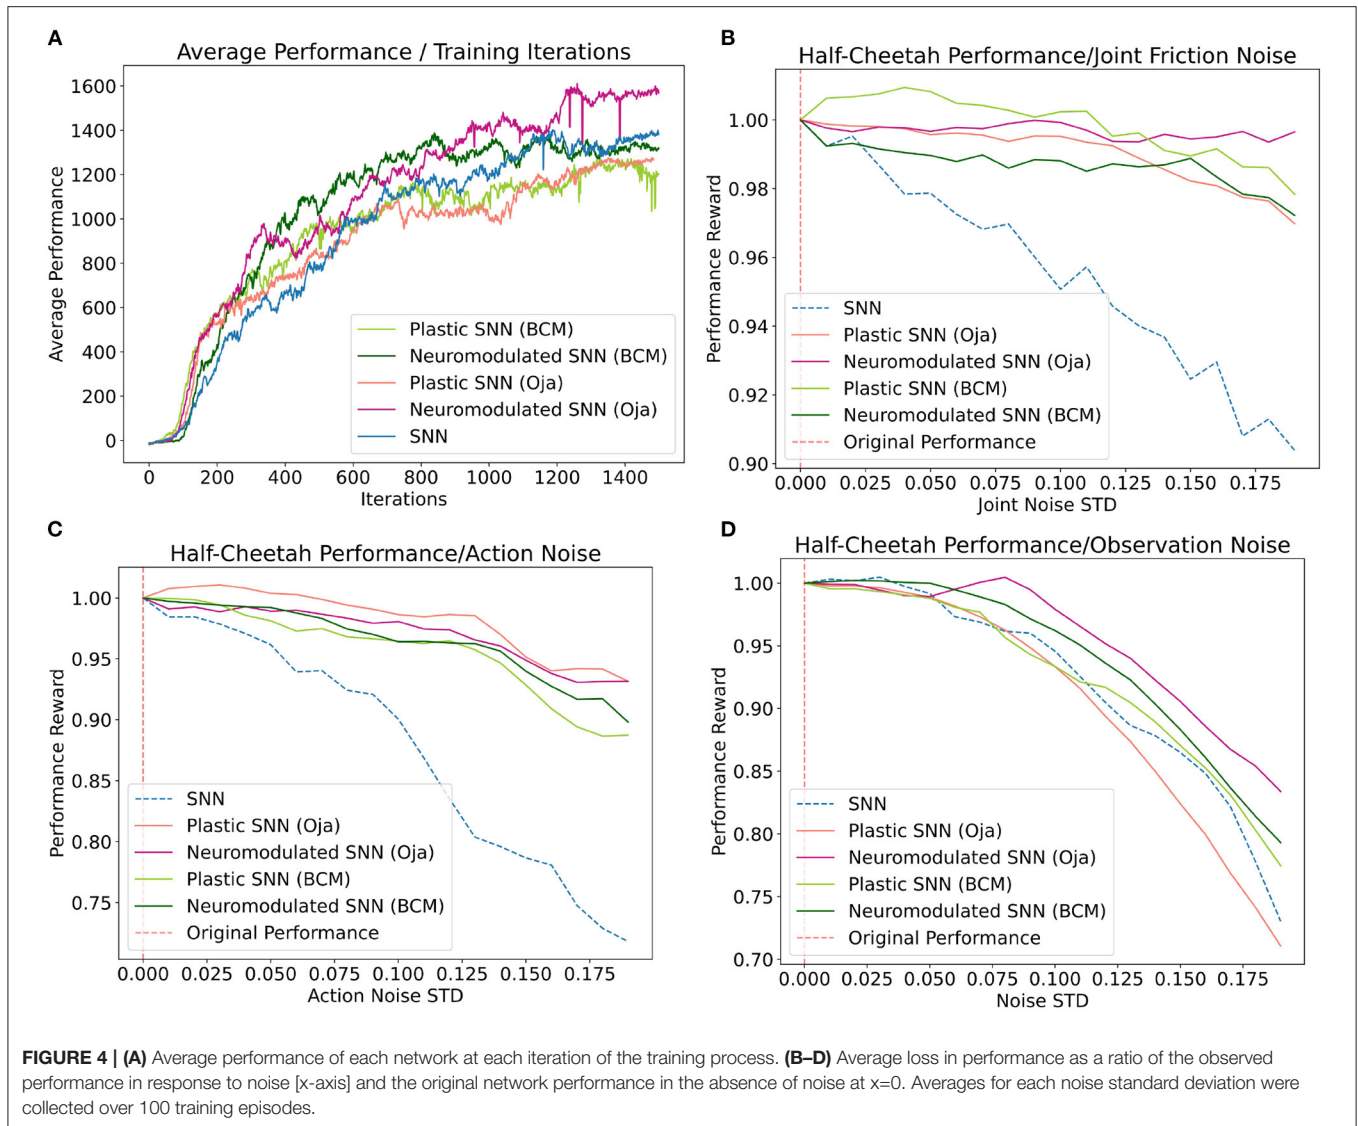 A
Average Performance / Training Iterations
Average Performance
1600
1400
1200
1000
800
600
400
200
0
Plastic SNN (BCM)
Neuromodulated SNN (BCM)
Plastic SNN (Oja)
Neuromodulated SNN (Oja)
SNN
0 200 400 600 800 1000 1200 1400
Iterations
B
Half-Cheetah Performance/Joint Friction Noise
Performance Reward
1.00
0.98
0.96
0.94
0.92
0.90
SNN
Plastic SNN (Oja)
Neuromodulated SNN (Oja)
Plastic SNN (BCM)
Neuromodulated SNN (BCM)
Original Performance
0.000 0.025 0.050 0.075 0.100 0.125 0.150 0.175
Joint Noise STD
C
Half-Cheetah Performance/Action Noise
Performance Reward
1.00
0.95
0.90
0.85
0.80
0.75
SNN
Plastic SNN (Oja)
Neuromodulated SNN (Oja)
Plastic SNN (BCM)
Neuromodulated SNN (BCM)
Original Performance
0.000 0.025 0.050 0.075 0.100 0.125 0.150 0.175
Action Noise STD
D
Half-Cheetah Performance/Observation Noise
Performance Reward
1.00
0.95
0.90
0.85
0.80
0.75
0.70
SNN
Plastic SNN (Oja)
Neuromodulated SNN (Oja)
Plastic SNN (BCM)
Neuromodulated SNN (BCM)
Original Performance
0.000 0.025 0.050 0.075 0.100 0.125 0.150 0.175
Noise STD
FIGURE 4 | (A) Average performance of each network at each iteration of the training process. (B–D) Average loss in performance as a ratio of the observed
performance in response to noise [x-axis] and the original network performance in the absence of noise at x=0. Averages for each noise standard deviation were
collected over 100 training episodes.